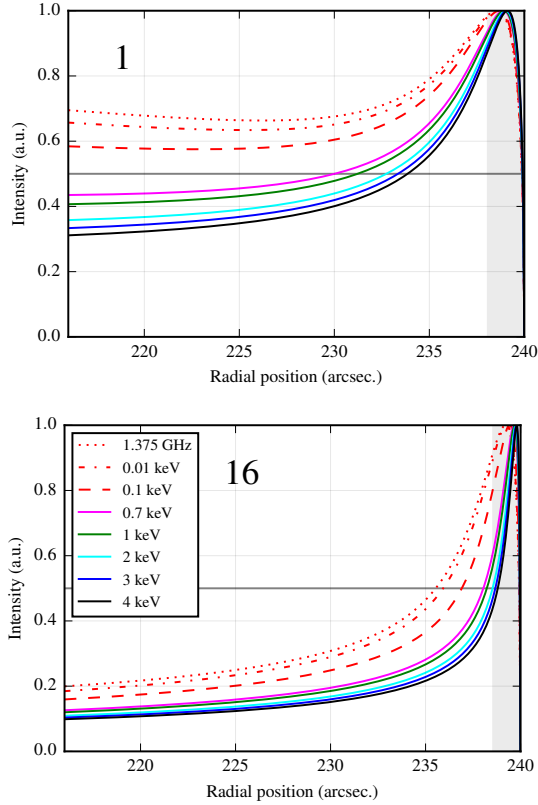 1.0
0.8
0.6
0.4
0.2
0.0
Intensity (a.u.)
1
220 225 230 235 240
Radial position (arcsec.)
1.0
0.8
0.6
0.4
0.2
0.0
Intensity (a.u.)
16
1.375 GHz
0.01 keV
0.1 keV
0.7 keV
1 keV
2 keV
3 keV
4 keV
220 225 230 235 240
Radial position (arcsec.)